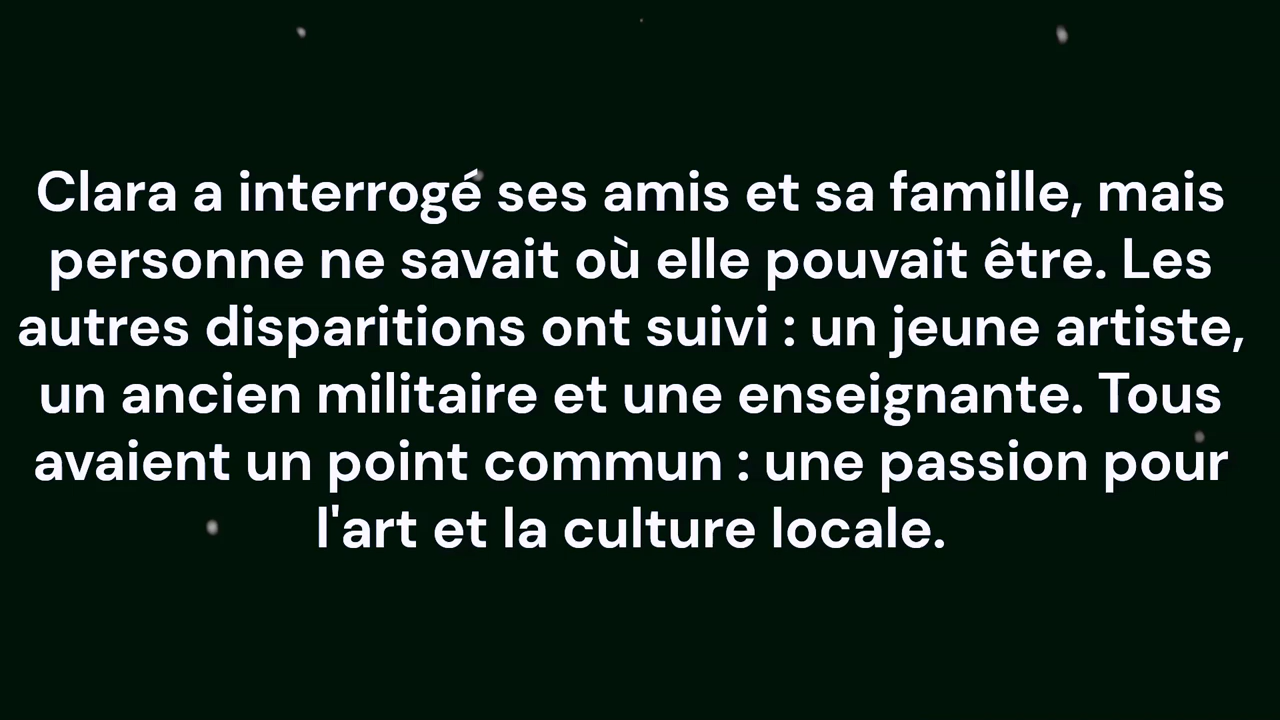 Clara a interrogé ses amis et sa famille, mais
personne ne savait où elle pouvait être. Les
autres disparitions ont suivi : un jeune artiste,
un ancien militaire et une enseignante. Tous
avaient un point commun : une passion pour
l'art et la culture locale.